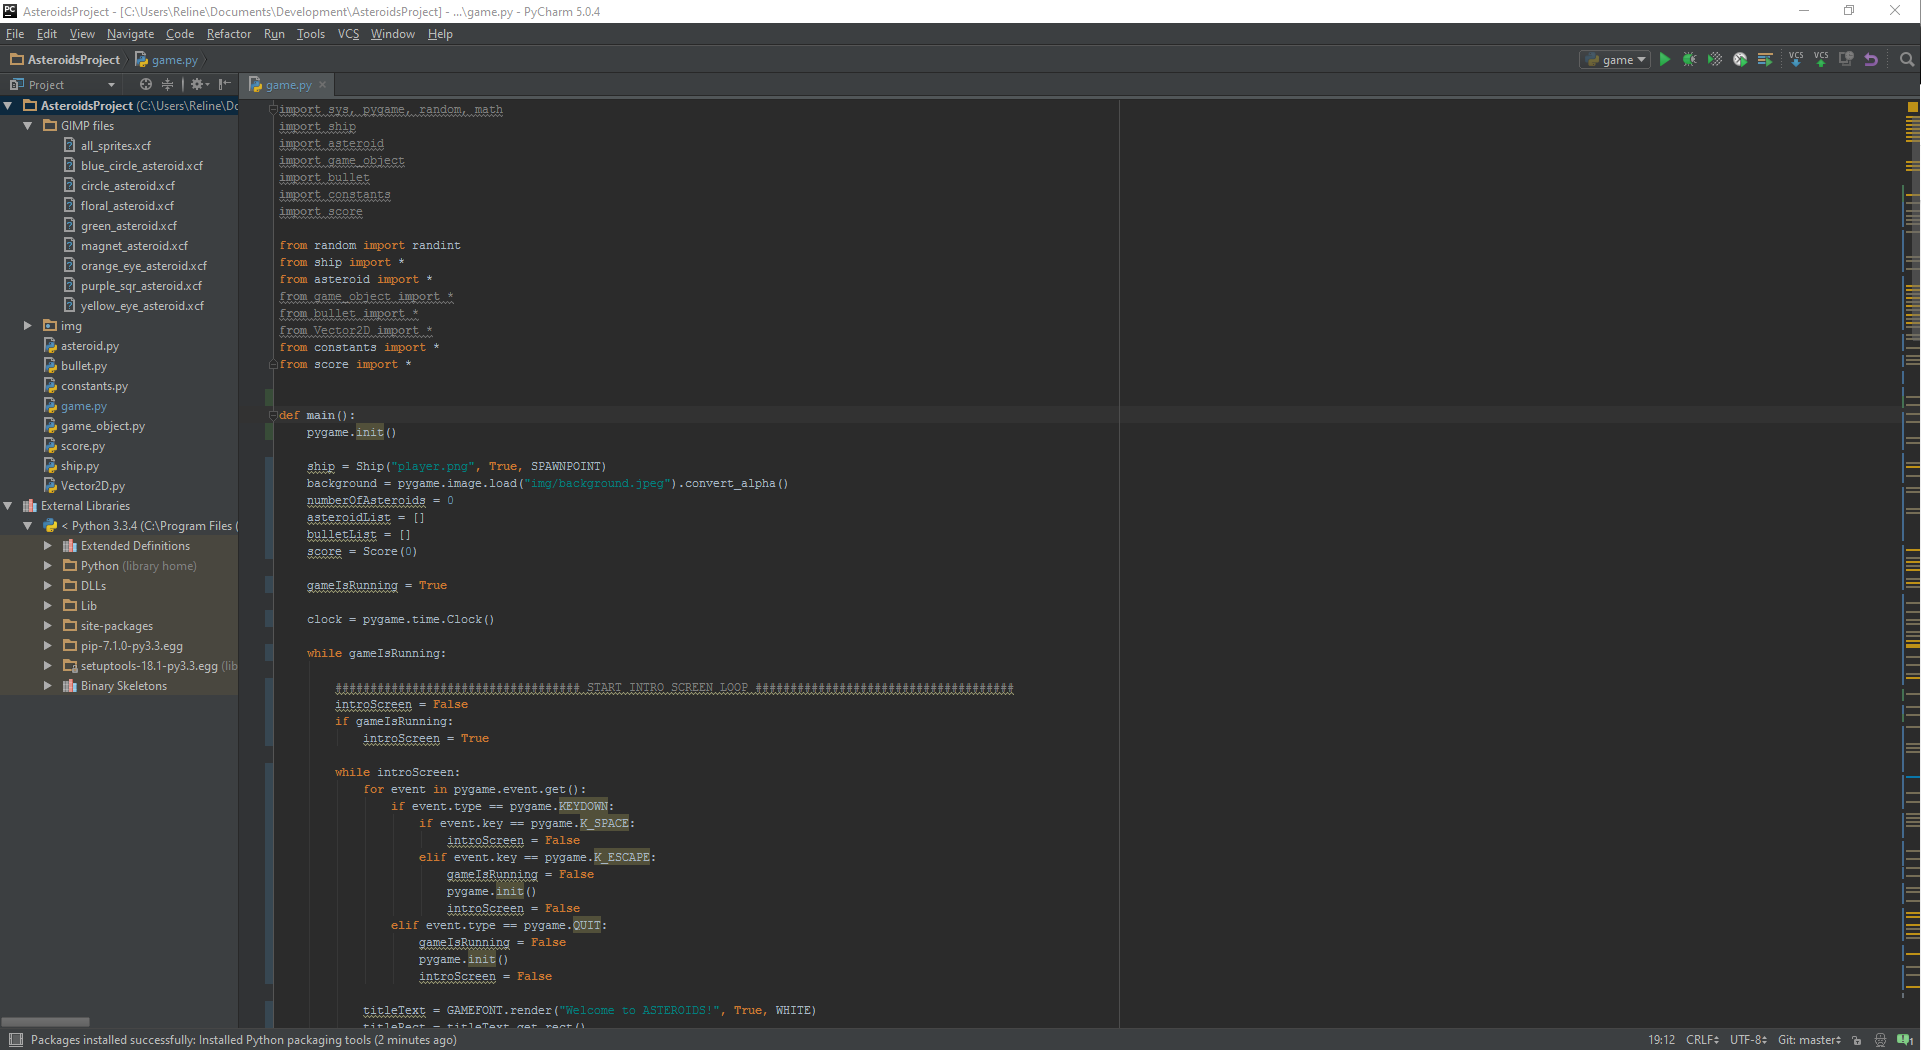 AsteroidsProject - [C:\Users\Reline\Documents\Development\AsteroidsProject] - ...\game.py - PyCharm 5.0.4
File Edit View Navigate Code Refactor Run Tools VCS Window Help
AsteroidsProject game.py game VCS VCS
Project
game.py
AsteroidsProject (C:\Users\Reline\Do
GIMP files
all_sprites.xcf
blue_circle_asteroid.xcf
circle_asteroid.xcf
floral_asteroid.xcf
green_asteroid.xcf
magnet_asteroid.xcf
orange_eye_asteroid.xcf
purple_sqr_asteroid.xcf
yellow_eye_asteroid.xcf
img
asteroid.py
bullet.py
constants.py
game.py
game_object.py
score.py
ship.py
Vector2D.py
External Libraries
< Python 3.3.4 (C:\Program Files (
Extended Definitions
Python (library home)
DLLs
Lib
site-packages
pip-7.1.0-py3.3.egg
setuptools-18.1-py3.3.egg (lib
Binary Skeletons
import sys, pygame, random, math
import ship
import asteroid
import game_object
import bullet
import constants
import score
from random import randint
from ship import *
from asteroid import *
from game_object import *
from bullet import *
from Vector2D import *
from constants import *
from score import *
def main():
pygame.init()
ship = Ship("player.png", True, SPAWNPOINT)
background = pygame.image.load("img/background.jpeg").convert_alpha()
numberOfAsteroids = 0
asteroidList = []
bulletList = []
score = Score(0)
gameIsRunning = True
clock = pygame.time.Clock()
while gameIsRunning:
################################### START INTRO SCREEN LOOP #####################################
introScreen = False
if gameIsRunning:
introScreen = True
while introScreen:
for event in pygame.event.get():
if event.type == pygame.KEYDOWN:
if event.key == pygame.K_SPACE:
introScreen = False
elif event.key == pygame.K_ESCAPE:
gameIsRunning = False
pygame.init()
introScreen = False
elif event.type == pygame.QUIT:
gameIsRunning = False
pygame.init()
introScreen = False
titleText = GAMEFONT.render("Welcome to ASTEROIDS!", True, WHITE)
titleRect = titleText.get_rect()
Packages installed successfully: Installed Python packaging tools (2 minutes ago) 19:12 CRLF UTF-8 Git: master